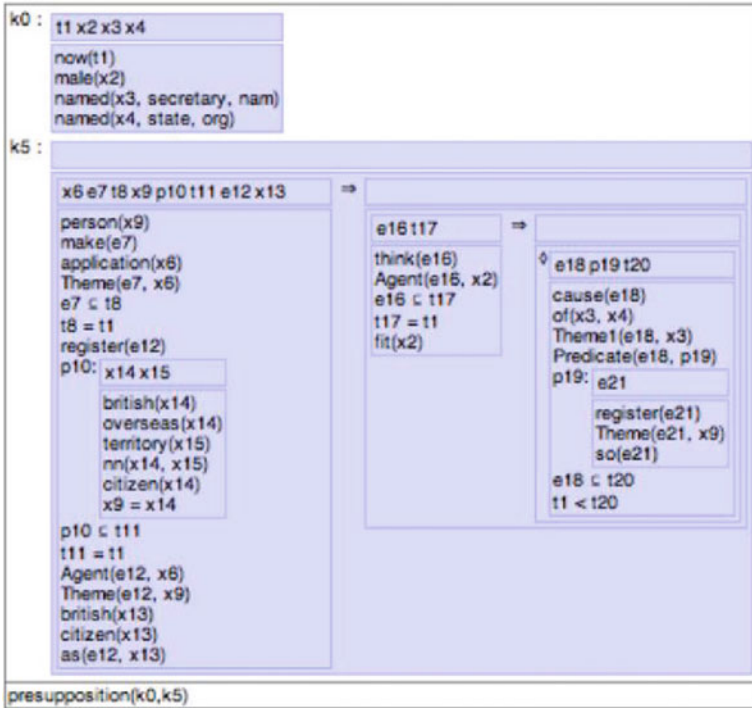 k0 :
t1 x2 x3 x4
now(t1)
male(x2)
named(x3, secretary, nam)
named(x4, state, org)
k5 :
x6 e7 t8 x9 p10 t11 e12 x13 ⇒
person(x9)
make(e7)
application(x6)
Theme(e7, x6)
e7 ⊆ t8
t8 = t1
register(e12)
p10: x14 x15
british(x14)
overseas(x14)
territory(x15)
nn(x14, x15)
citizen(x14)
x9 = x14
p10 ⊆ t11
t11 = t1
Agent(e12, x6)
Theme(e12, x9)
british(x13)
citizen(x13)
as(e12, x13)
e16 t17 ⇒
think(e16)
Agent(e16, x2)
e16 ⊆ t17
t17 = t1
fit(x2)
◊ e18 p19 t20
cause(e18)
of(x3, x4)
Theme1(e18, x3)
Predicate(e18, p19)
p19: e21
register(e21)
Theme(e21, x9)
so(e21)
e18 ⊆ t20
t1 < t20
presupposition(k0,k5)